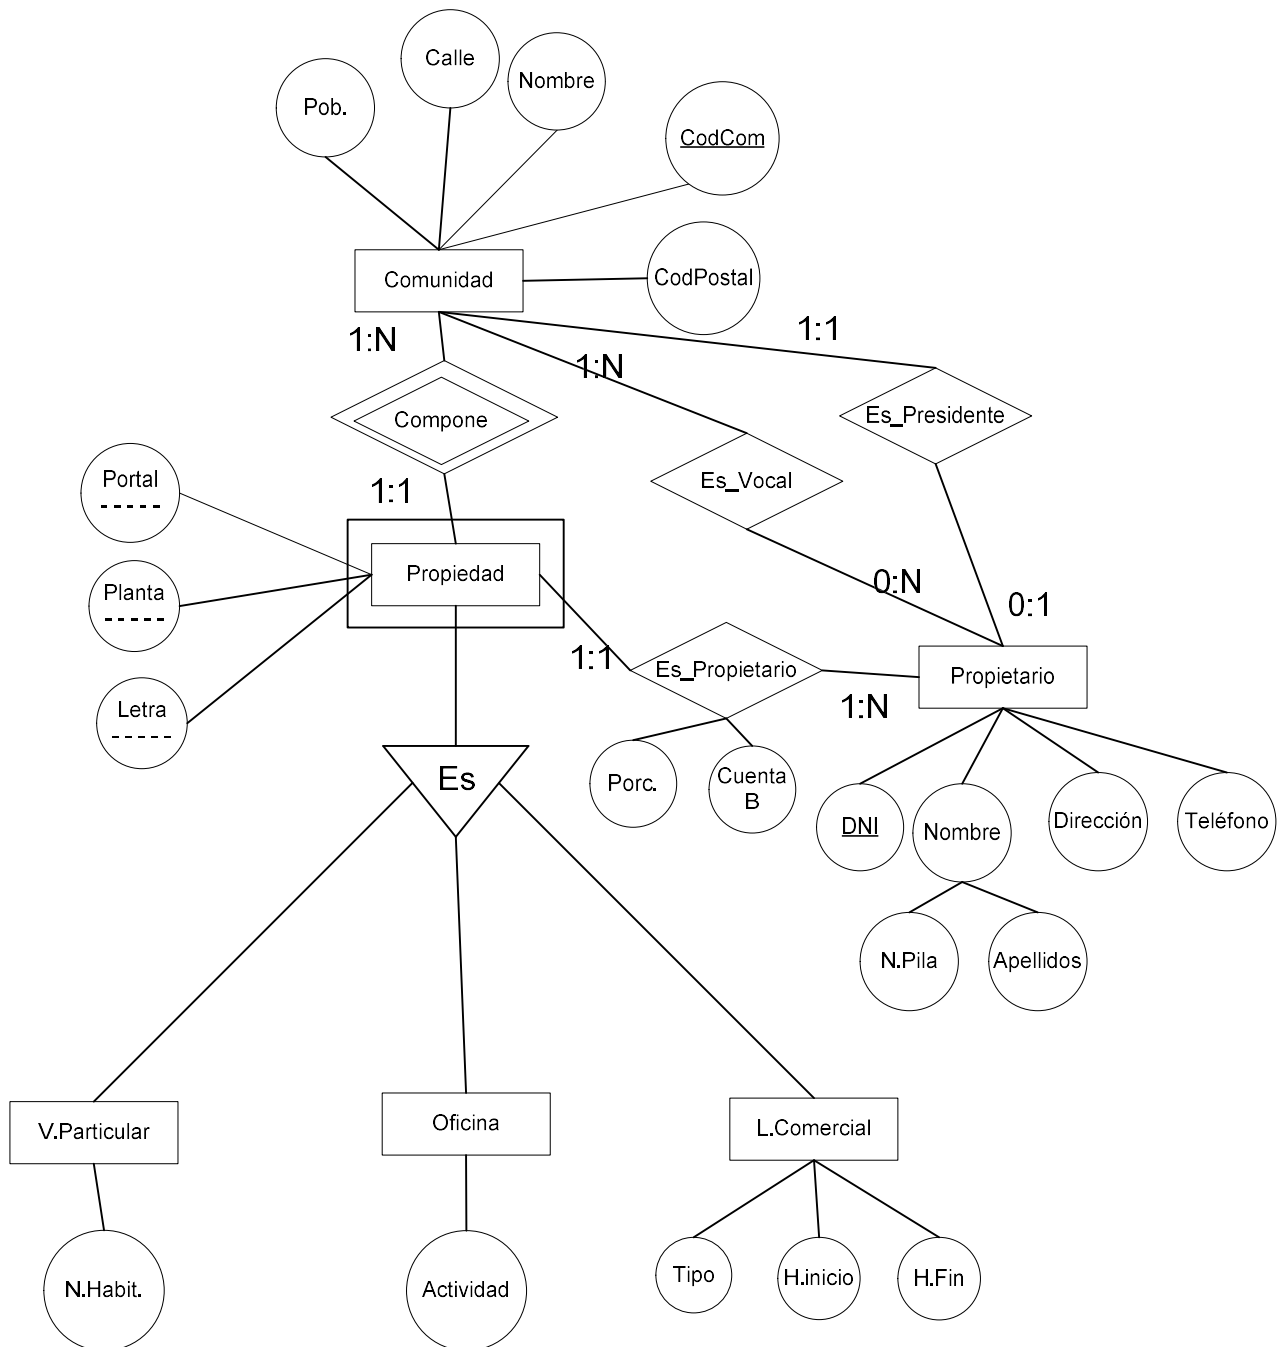 Calle
Nombre
Pob.
CodCom
Comunidad
CodPostal
1:N
1:N
1:1
Compone
Es_Presidente
Portal
1:1
Es_Vocal
Planta
Propiedad
0:N
0:1
Letra
1:1
Es_Propietario
1:N
Propietario
Es
Porc.
Cuenta
B
DNI
Nombre
Dirección
Teléfono
N.Pila
Apellidos
V.Particular
Oficina
L.Comercial
N.Habit.
Actividad
Tipo
H.inicio
H.Fin